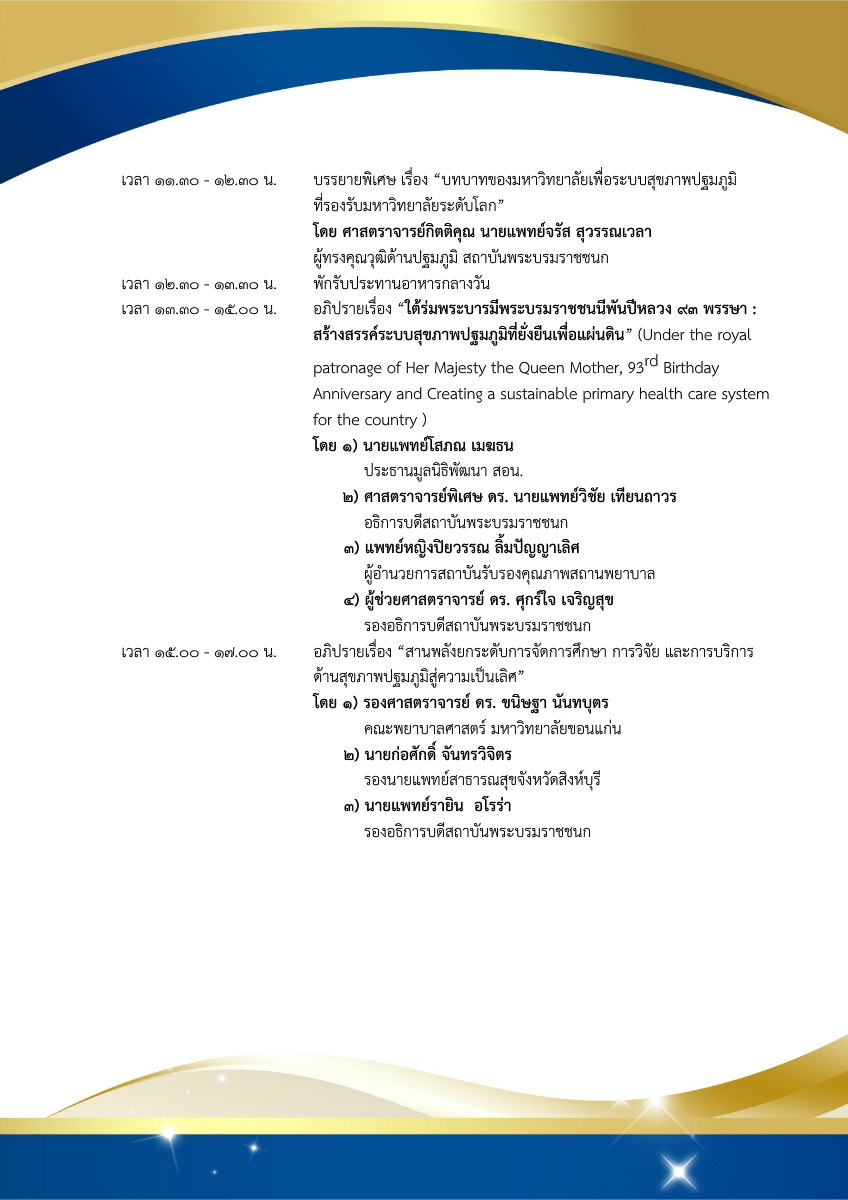 เวลา ๑๑.๓๐ - ๑๒.๓๐ น. บรรยายพิเศษ เรื่อง “บทบาทของมหาวิทยาลัยเพื่อระบบสุขภาพปฐมภูมิ
ที่รองรับมหาวิทยาลัยระดับโลก”
โดย ศาสตราจารย์กิตติคุณ นายแพทย์จรัส สุวรรณเวลา
ผู้ทรงคุณวุฒิด้านปฐมภูมิ สถาบันพระบรมราชชนก
เวลา ๑๒.๓๐ - ๑๓.๓๐ น. พักรับประทานอาหารกลางวัน
เวลา ๑๓.๓๐ - ๑๕.๐๐ น. อภิปรายเรื่อง “ใต้ร่มพระบารมีพระบรมราชชนนีพันปีหลวง ๙๓ พรรษา :
สร้างสรรค์ระบบสุขภาพปฐมภูมิที่ยั่งยืนเพื่อแผ่นดิน” (Under the royal
patronage of Her Majesty the Queen Mother, 93rd Birthday
Anniversary and Creating a sustainable primary health care system
for the country )
โดย ๑) นายแพทย์โสภณ เมฆธน
ประธานมูลนิธิพัฒนา สอน.
๒) ศาสตราจารย์พิเศษ ดร. นายแพทย์วิชัย เทียนถาวร
อธิการบดีสถาบันพระบรมราชชนก
๓) แพทย์หญิงปิยวรรณ ลิ้มปัญญาเลิศ
ผู้อำนวยการสถาบันรับรองคุณภาพสถานพยาบาล
๔) ผู้ช่วยศาสตราจารย์ ดร. ศุกร์ใจ เจริญสุข
รองอธิการบดีสถาบันพระบรมราชชนก
เวลา ๑๕.๐๐ - ๑๗.๐๐ น. อภิปรายเรื่อง “สานพลังยกระดับการจัดการศึกษา การวิจัย และการบริการ
ด้านสุขภาพปฐมภูมิสู่ความเป็นเลิศ”
โดย ๑) รองศาสตราจารย์ ดร. ขนิษฐา นันทบุตร
คณะพยาบาลศาสตร์ มหาวิทยาลัยขอนแก่น
๒) นายก่อศักดิ์ จันทรวิจิตร
รองนายแพทย์สาธารณสุขจังหวัดสิงห์บุรี
๓) นายแพทย์รายิน อโรร่า
รองอธิการบดีสถาบันพระบรมราชชนก